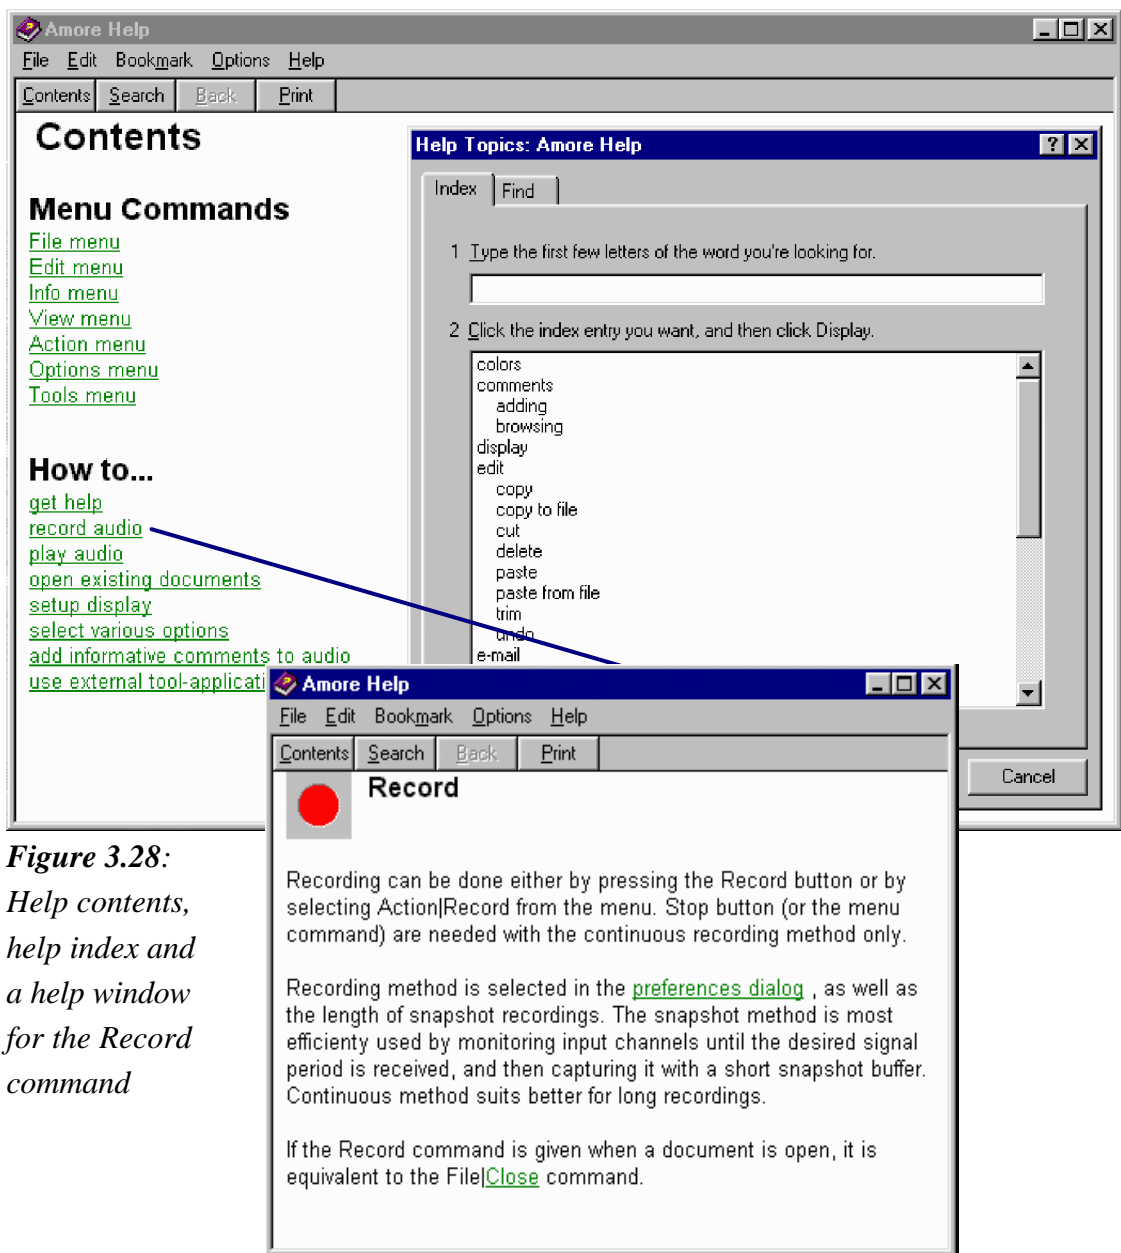 Amore Help
File Edit Bookmark Options Help
Contents Search Back Print
Contents
Menu Commands
File menu
Edit menu
Info menu
View menu
Action menu
Options menu
Tools menu
How to...
get help
record audio
play audio
open existing documents
setup display
select various options
add informative comments to audio
use external tool-applicati
Help Topics: Amore Help
Index Find
1 Type the first few letters of the word you're looking for.
2 Click the index entry you want, and then click Display.
colors
comments
adding
browsing
display
edit
copy
copy to file
cut
delete
paste
paste from file
trim
undo
e-mail
Cancel
Amore Help
File Edit Bookmark Options Help
Contents Search Back Print
Record
Recording can be done either by pressing the Record button or by
selecting Action|Record from the menu. Stop button (or the menu
command) are needed with the continuous recording method only.
Recording method is selected in the preferences dialog , as well as
the length of snapshot recordings. The snapshot method is most
efficienty used by monitoring input channels until the desired signal
period is received, and then capturing it with a short snapshot buffer.
Continuous method suits better for long recordings.
If the Record command is given when a document is open, it is
equivalent to the File|Close command.
Figure 3.28:
Help contents,
help index and
a help window
for the Record
command